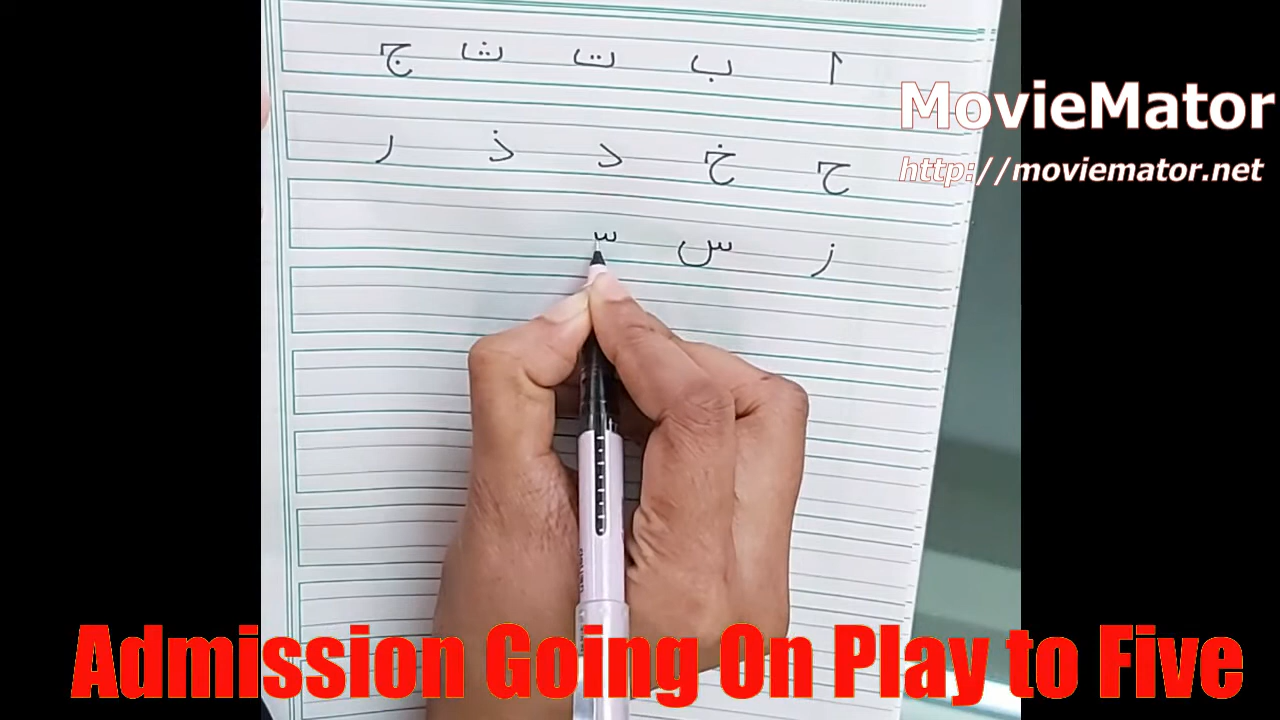 ا ب ت ث ج
ح خ د ذ ر
ز س س
MovieMator
http://moviemator.net
Admission Going On Play to Five